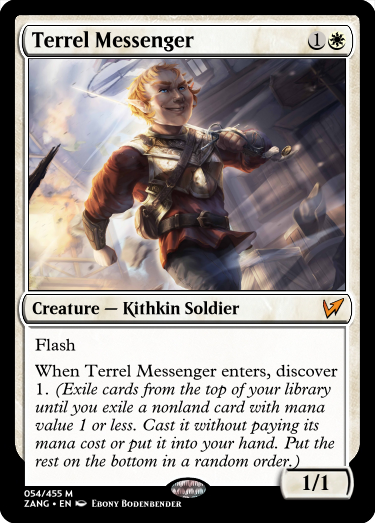 Terrel Messenger 1
Creature — Kithkin Soldier
Flash
When Terrel Messenger enters, discover
1. (Exile cards from the top of your library
until you exile a nonland card with mana
value 1 or less. Cast it without paying its
mana cost or put it into your hand. Put the
rest on the bottom in a random order.)
1/1
054/455 M
ZANG • EN Ebony Bodenbender